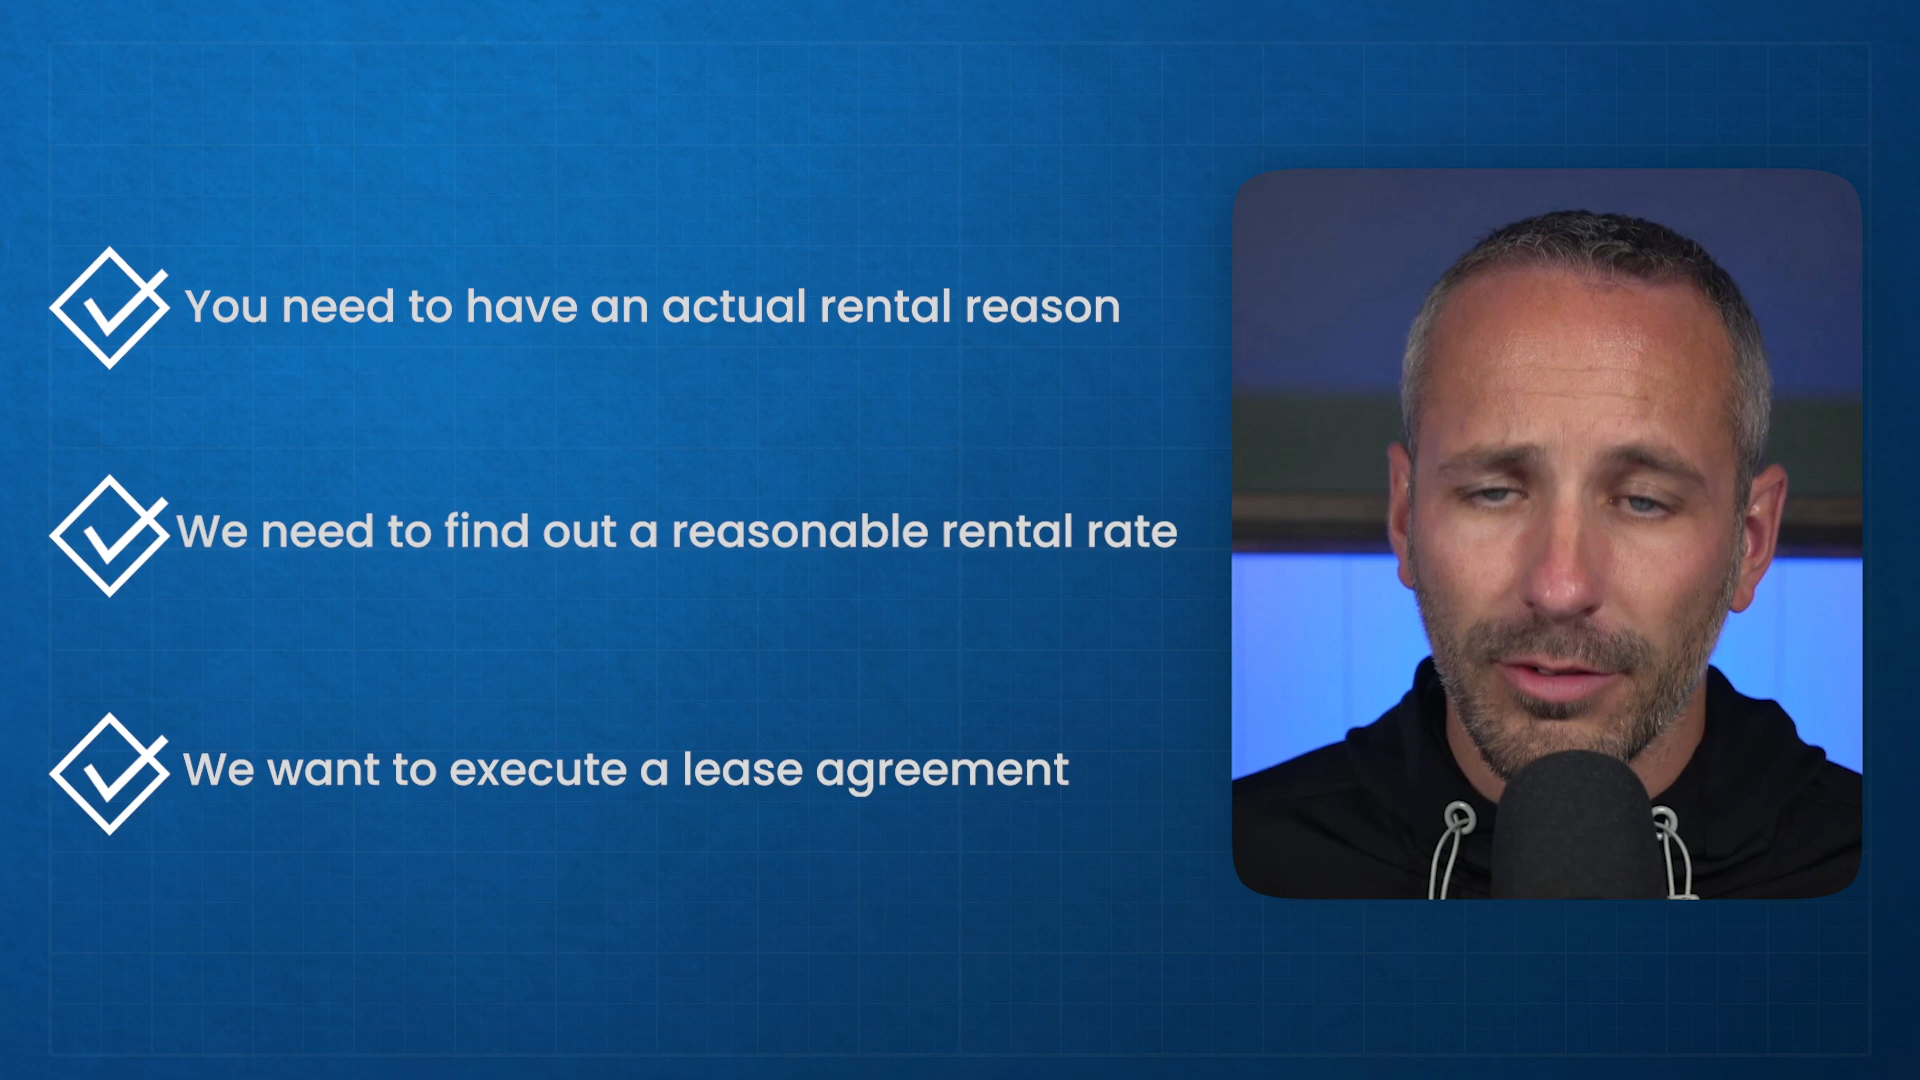 You need to have an actual rental reason
We need to find out a reasonable rental rate
We want to execute a lease agreement